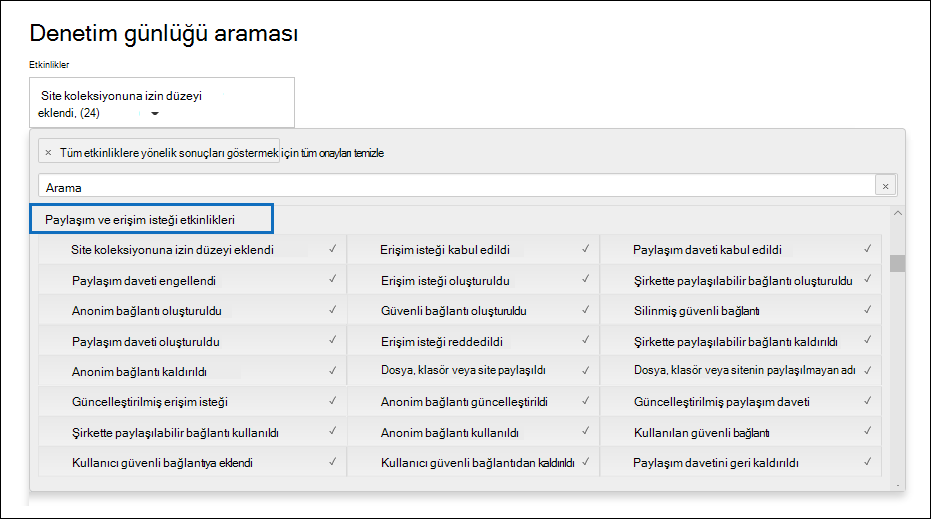 Denetim günlüğü araması
Etkinlikler
Site koleksiyonuna izin düzeyi
eklendi, (24)
× Tüm etkinliklere yönelik sonuçları göstermek için tüm onayları temizle
Arama ×
Paylaşım ve erişim isteği etkinlikleri
Site koleksiyonuna izin düzeyi eklendi ✓ Erişim isteği kabul edildi ✓ Paylaşım daveti kabul edildi ✓
Paylaşım daveti engellendi ✓ Erişim isteği oluşturuldu ✓ Şirkette paylaşılabilir bağlantı oluşturuldu ✓
Anonim bağlantı oluşturuldu ✓ Güvenli bağlantı oluşturuldu ✓ Silinmiş güvenli bağlantı ✓
Paylaşım daveti oluşturuldu ✓ Erişim isteği reddedildi ✓ Şirkette paylaşılabilir bağlantı kaldırıldı ✓
Anonim bağlantı kaldırıldı ✓ Dosya, klasör veya site paylaşıldı ✓ Dosya, klasör veya sitenin paylaşılmayan adı ✓
Güncelleştirilmiş erişim isteği ✓ Anonim bağlantı güncelleştirildi ✓ Güncelleştirilmiş paylaşım daveti ✓
Şirkette paylaşılabilir bağlantı kullanıldı ✓ Anonim bağlantı kullanıldı ✓ Kullanılan güvenli bağlantı ✓
Kullanıcı güvenli bağlantıya eklendi ✓ Kullanıcı güvenli bağlantıdan kaldırıldı ✓ Paylaşım davetini geri kaldırıldı ✓